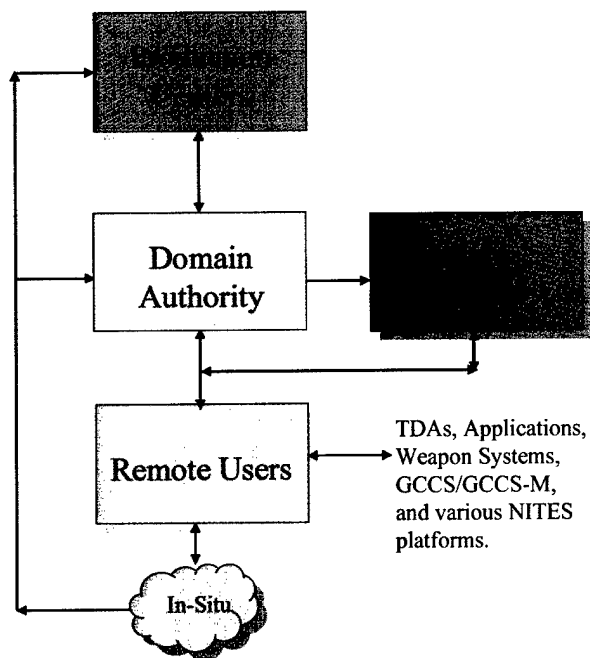 Domain
Authority
Remote Users
TDAs, Applications,
Weapon Systems,
GCCS/GCCS-M,
and various NITES
platforms.
In-Situ